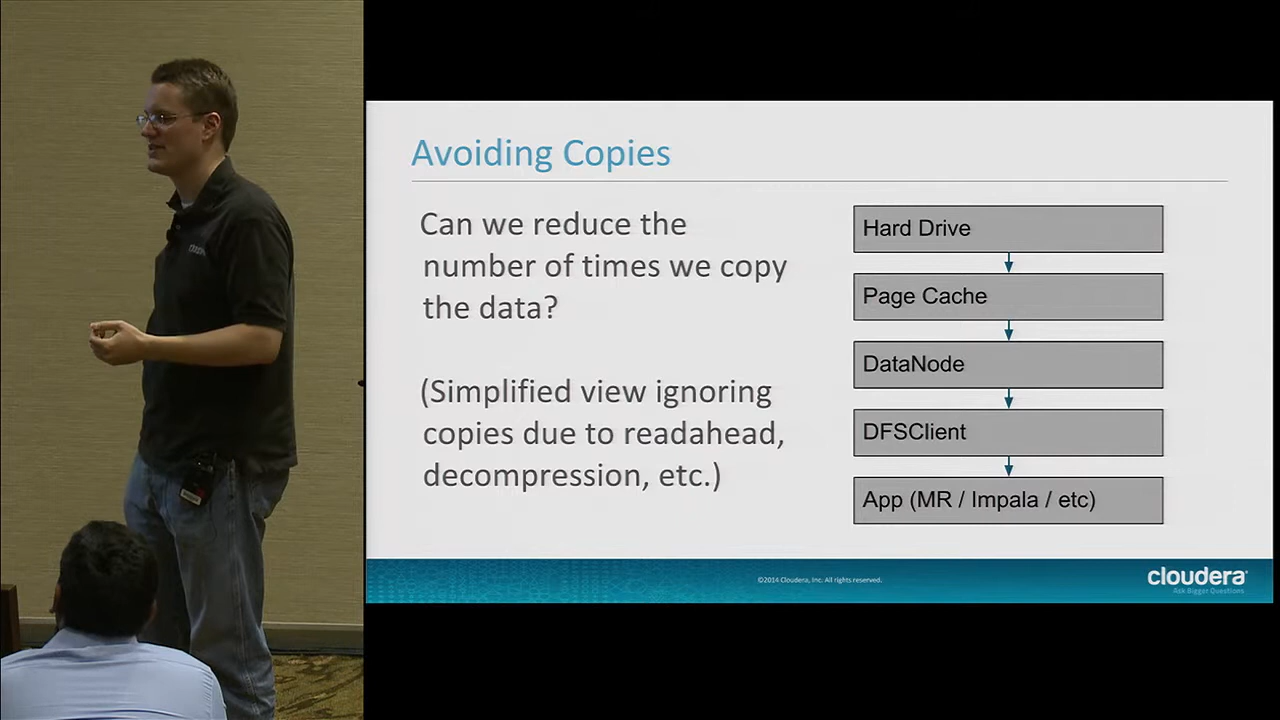 Avoiding Copies
Can we reduce the
number of times we copy
the data?
(Simplified view ignoring
copies due to readahead,
decompression, etc.)
Hard Drive
Page Cache
DataNode
DFSClient
App (MR / Impala / etc)
©2014 Cloudera, Inc. All rights reserved.
cloudera
Ask Bigger Questions